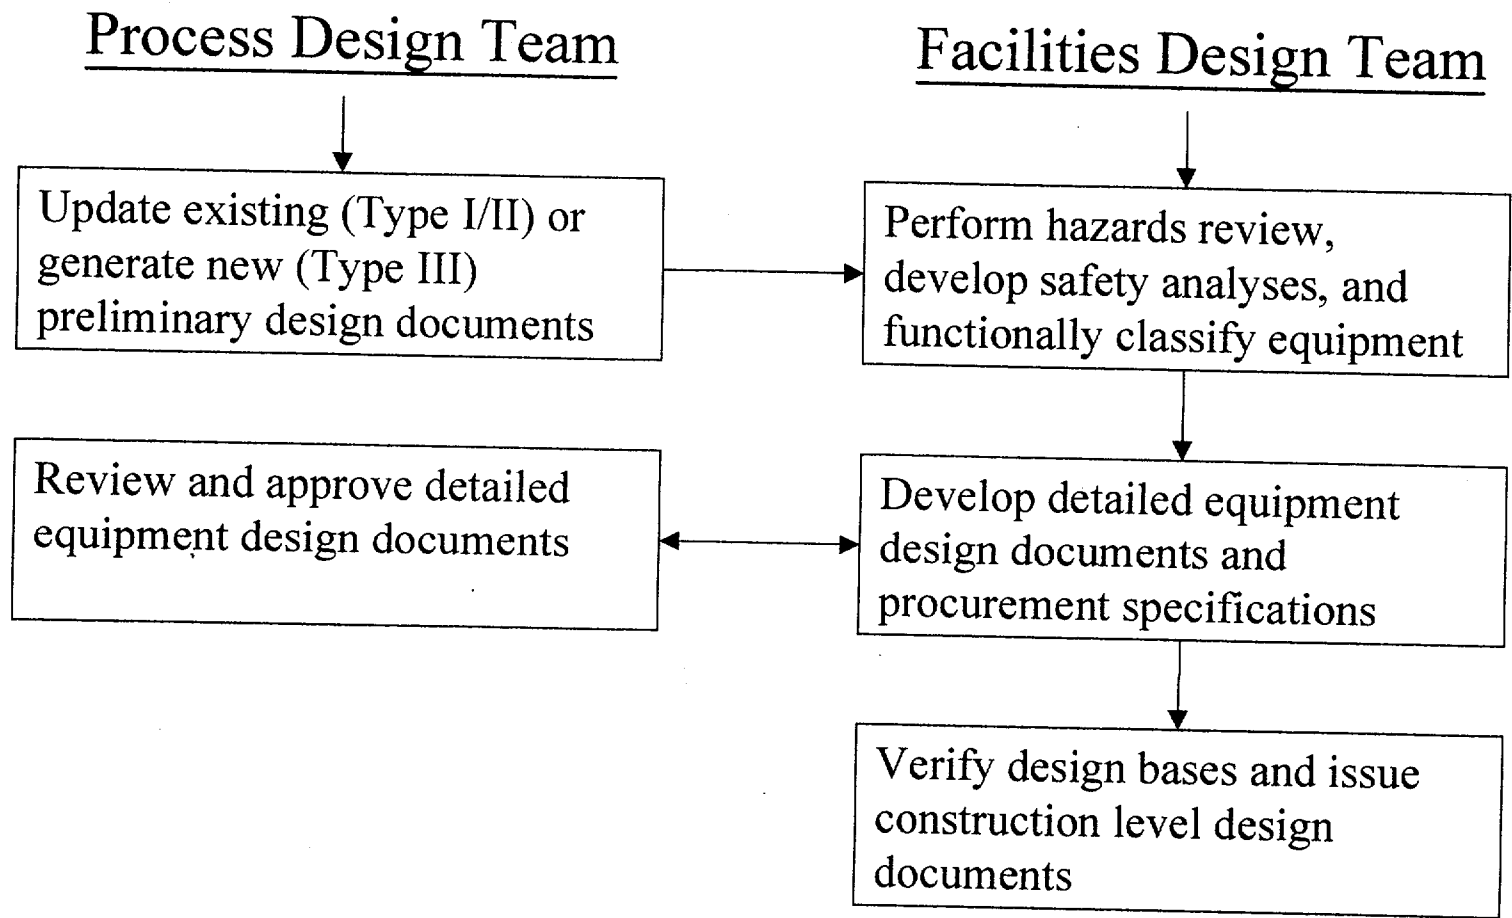 Process Design Team
Facilities Design Team
Update existing (Type I/II) or
generate new (Type III)
preliminary design documents
Perform hazards review,
develop safety analyses, and
functionally classify equipment
Review and approve detailed
equipment design documents
Develop detailed equipment
design documents and
procurement specifications
Verify design bases and issue
construction level design
documents